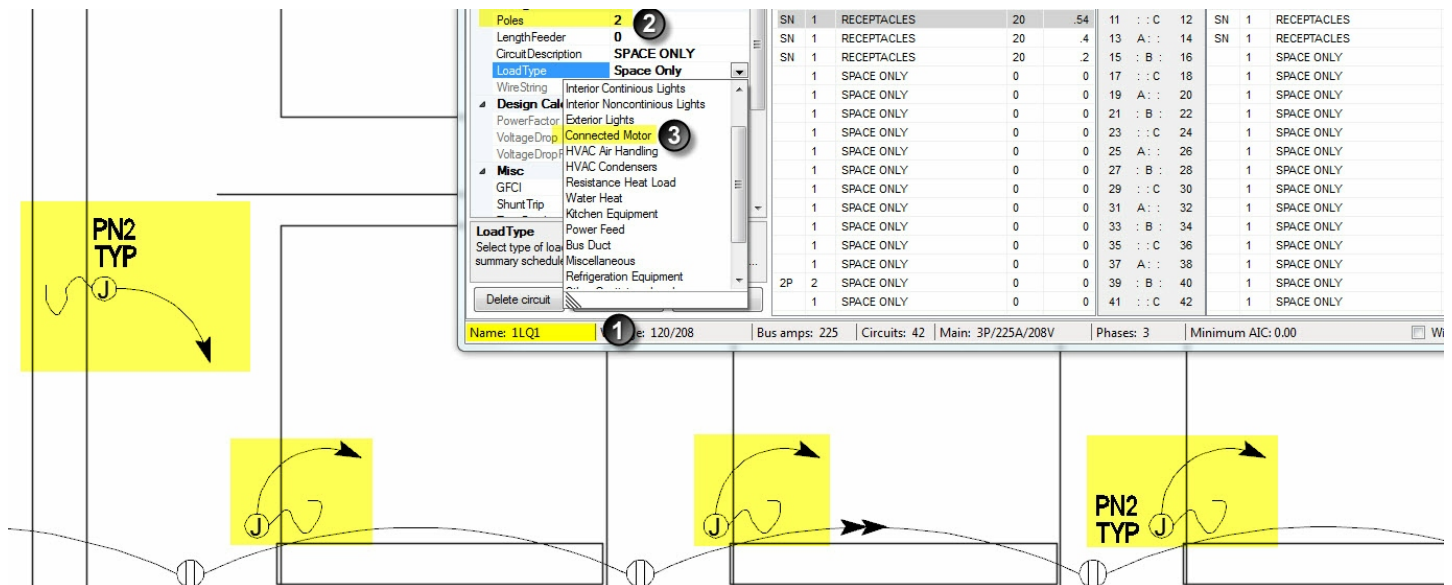 Poles 2
2
LengthFeeder 0
CircuitDescription SPACE ONLY
LoadType Space Only
WireString
Design Cal
PowerFactor
VoltageDrop
VoltageDrop
Misc
GFCI
ShuntTrip
Interior Continious Lights
Interior Noncontinious Lights
Exterior Lights
Connected Motor
3
HVAC Air Handling
HVAC Condensers
Resistance Heat Load
Water Heat
Kitchen Equipment
Power Feed
Bus Duct
Miscellaneous
Refrigeration Equipment
LoadType
Select type of loa
summary schedule ...
Delete circuit
SN 1 RECEPTACLES 20 .54 11 : : C 12 SN 1 RECEPTACLES
SN 1 RECEPTACLES 20 .4 13 A : : 14 SN 1 RECEPTACLES
SN 1 RECEPTACLES 20 .2 15 : B : 16 1 SPACE ONLY
1 SPACE ONLY 0 0 17 : : C 18 1 SPACE ONLY
1 SPACE ONLY 0 0 19 A : : 20 1 SPACE ONLY
1 SPACE ONLY 0 0 21 : B : 22 1 SPACE ONLY
1 SPACE ONLY 0 0 23 : : C 24 1 SPACE ONLY
1 SPACE ONLY 0 0 25 A : : 26 1 SPACE ONLY
1 SPACE ONLY 0 0 27 : B : 28 1 SPACE ONLY
1 SPACE ONLY 0 0 29 : : C 30 1 SPACE ONLY
1 SPACE ONLY 0 0 31 A : : 32 1 SPACE ONLY
1 SPACE ONLY 0 0 33 : B : 34 1 SPACE ONLY
1 SPACE ONLY 0 0 35 : : C 36 1 SPACE ONLY
1 SPACE ONLY 0 0 37 A : : 38 1 SPACE ONLY
2P 2 SPACE ONLY 0 0 39 : B : 40 1 SPACE ONLY
1 SPACE ONLY 0 0 41 : : C 42 1 SPACE ONLY
Name: 1LQ1 1 e: 120/208 Bus amps: 225 Circuits: 42 Main: 3P/225A/208V Phases: 3 Minimum AIC: 0.00 Wi
PN2
TYP
J
J
J
PN2
TYP
J